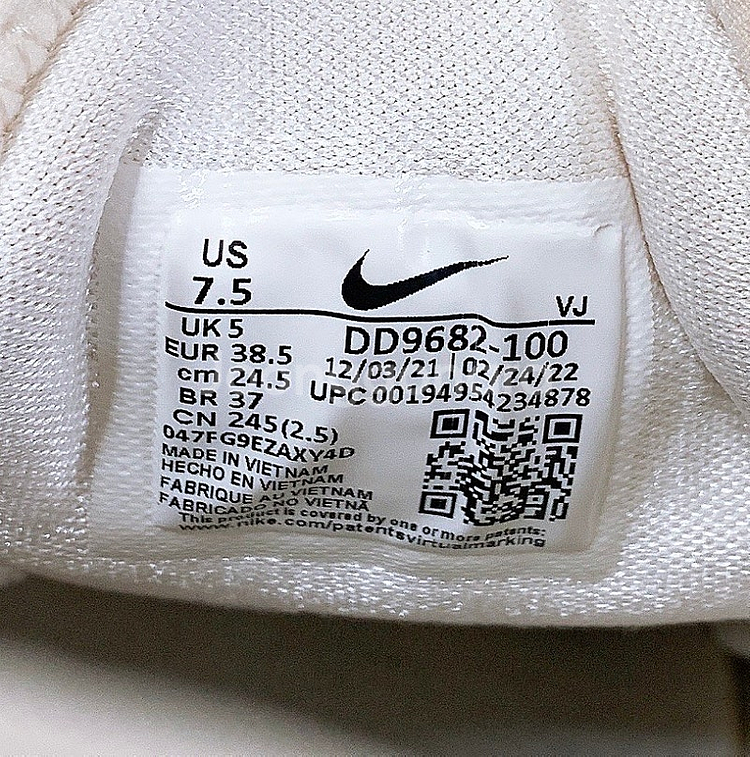 US
7.5
VJ
UK 5
EUR 38.5
cm 24.5
BR 37
CN 245(2.5)
DD9682-100
12/03/21 | 02/24/22
UPC 00194954234878
047FG9EZAXY4D
MADE IN VIETNAM
HECHO EN VIETNAM
FABRIQUE AU VIETNAM
FABRICADO NO VIETNÃ
This product is covered by one or more patents:
www.nike.com/patentsvirtualmarking